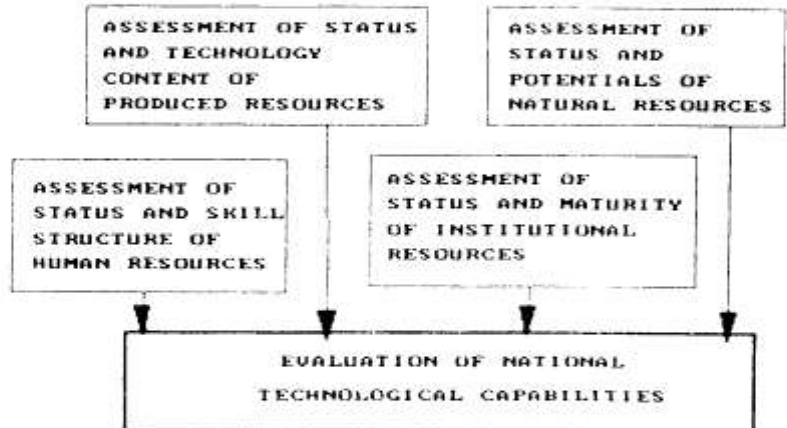 ASSESSMENT OF STATUS
AND TECHNOLOGY
CONTENT OF
PRODUCED RESOURCES
ASSESSMENT OF
STATUS AND
POTENTIALS OF
NATURAL RESOURCES
ASSESSMENT OF
STATUS AND SKILL
STRUCTURE OF
HUMAN RESOURCES
ASSESSMENT OF
STATUS AND MATURITY
OF INSTITUTIONAL
RESOURCES
EVALUATION OF NATIONAL
TECHNOLOGICAL CAPABILITIES